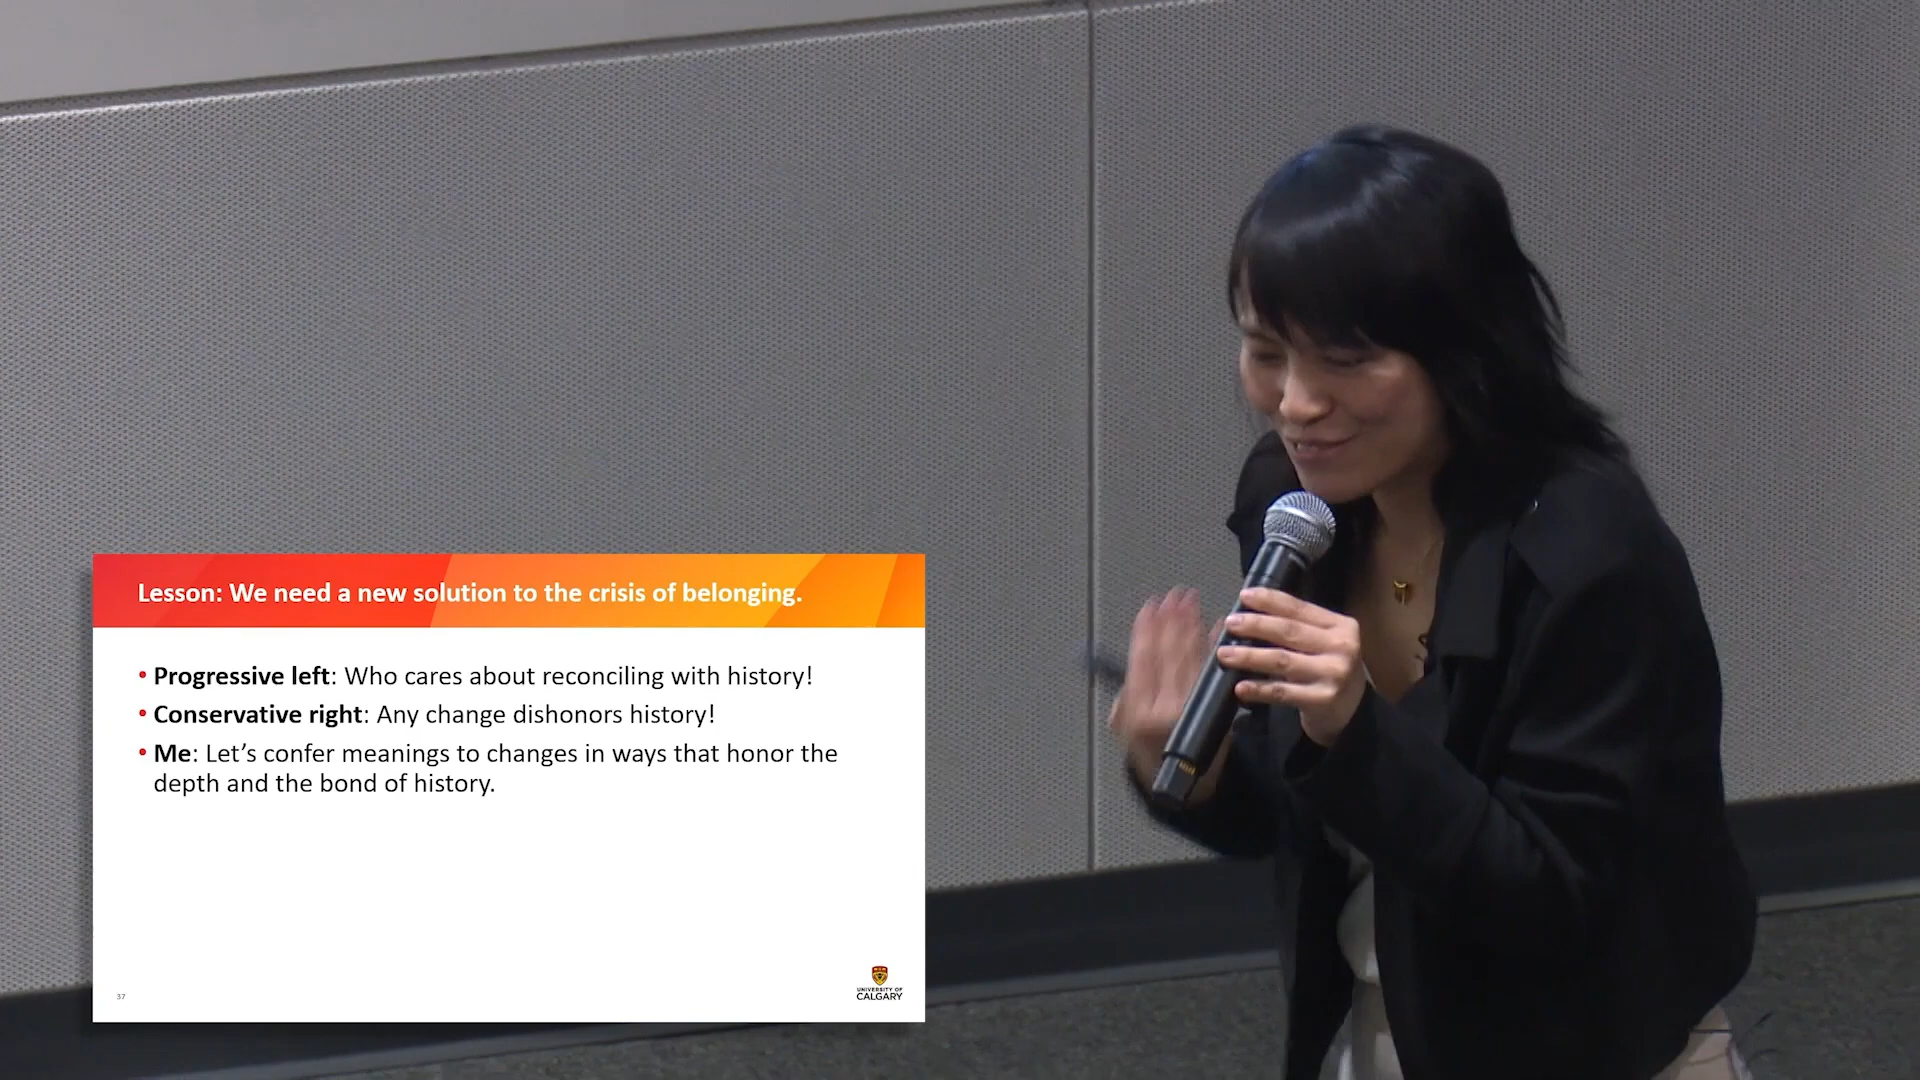 Lesson: We need a new solution to the crisis of belonging.
• Progressive left: Who cares about reconciling with history!
• Conservative right: Any change dishonors history!
• Me: Let’s confer meanings to changes in ways that honor the
depth and the bond of history.
37
UNIVERSITY OF
CALGARY